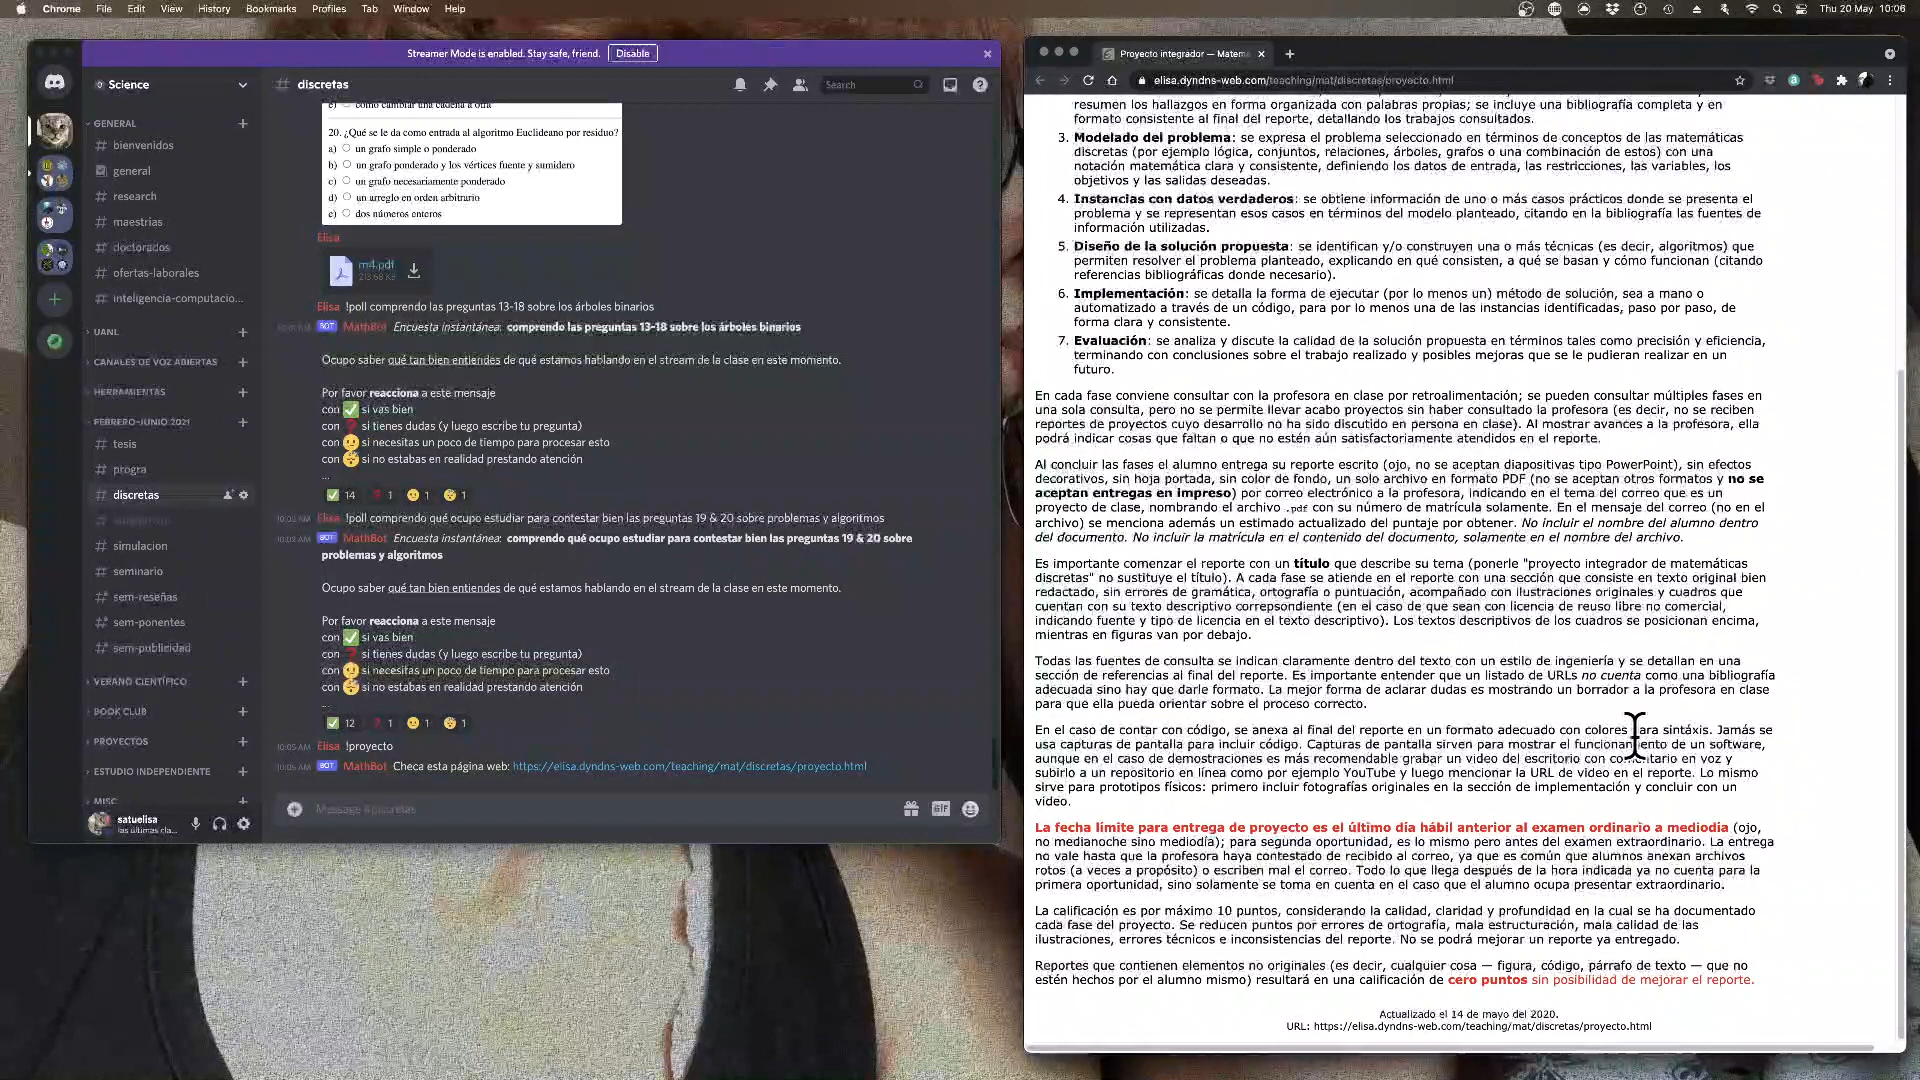 Chrome File Edit View History Bookmarks Profiles Tab Window Help
Thu 20 May 10:06
Streamer Mode is enabled. Stay safe, friend. Disable
Science
GENERAL
bienvenidos
general
research
maestrias
doctorados
ofertas-laborales
inteligencia-computacio...
UANL
CANALES DE VOZ ABIERTAS
HERRAMIENTAS
FEBRERO-JUNIO 2021
tesis
progra
discretas
simulacion
seminario
sem-reseñas
sem-ponentes
sem-publicidad
VERANO CIENTÍFICO
BOOK CLUB
PROYECTOS
ESTUDIO INDEPENDIENTE
MISC
satuelisa
las últimas cla...
discretas
Search
e) cómo cambiar una cadena a otra
20. ¿Qué se le da como entrada al algoritmo Euclideano por residuo?
a) un grafo simple o ponderado
b) un grafo ponderado y los vértices fuente y sumidero
c) un grafo necesariamente ponderado
d) un arreglo en orden arbitrario
e) dos números enteros
Elisa
m4.pdf
213.68 KB
Elisa !poll comprendo las preguntas 13-18 sobre los árboles binarios
BOT MathBot Encuesta instantánea: comprendo las preguntas 13-18 sobre los árboles binarios
Ocupo saber qué tan bien entiendes de qué estamos hablando en el stream de la clase en este momento.
Por favor reacciona a este mensaje
con ✅ si vas bien
con ❓ si tienes dudas (y luego escribe tu pregunta)
con 😐 si necesitas un poco de tiempo para procesar esto
con 😴 si no estabas en realidad prestando atención
...
✅ 14 ❓ 1 😐 1 😴 1
10:02 AM Elisa !poll comprendo qué ocupo estudiar para contestar bien las preguntas 19 & 20 sobre problemas y algoritmos
10:02 AM BOT MathBot Encuesta instantánea: comprendo qué ocupo estudiar para contestar bien las preguntas 19 & 20 sobre
problemas y algoritmos
Ocupo saber qué tan bien entiendes de qué estamos hablando en el stream de la clase en este momento.
Por favor reacciona a este mensaje
con ✅ si vas bien
con ❓ si tienes dudas (y luego escribe tu pregunta)
con 😐 si necesitas un poco de tiempo para procesar esto
con 😴 si no estabas en realidad prestando atención
...
✅ 12 ❓ 1 😐 1 😴 1
10:05 AM Elisa !proyecto
10:05 AM BOT MathBot Checa esta página web: https://elisa.dyndns-web.com/teaching/mat/discretas/proyecto.html
Message #discretas
GIF
Proyecto integrador — Matem
elisa.dyndns-web.com/teaching/mat/discretas/proyecto.html
resumen los hallazgos en forma organizada con palabras propias; se incluye una bibliografía completa y en
formato consistente al final del reporte, detallando los trabajos consultados.
3. Modelado del problema: se expresa el problema seleccionado en términos de conceptos de las matemáticas
discretas (por ejemplo lógica, conjuntos, relaciones, árboles, grafos o una combinación de estos) con una
notación matemática clara y consistente, definiendo los datos de entrada, las restricciones, las variables, los
objetivos y las salidas deseadas.
4. Instancias con datos verdaderos: se obtiene información de uno o más casos prácticos donde se presenta el
problema y se representan esos casos en términos del modelo planteado, citando en la bibliografía las fuentes de
información utilizadas.
5. Diseño de la solución propuesta: se identifican y/o construyen una o más técnicas (es decir, algoritmos) que
permiten resolver el problema planteado, explicando en qué consisten, a qué se basan y cómo funcionan (citando
referencias bibliográficas donde necesario).
6. Implementación: se detalla la forma de ejecutar (por lo menos un) método de solución, sea a mano o
automatizado a través de un código, para por lo menos una de las instancias identificadas, paso por paso, de
forma clara y consistente.
7. Evaluación: se analiza y discute la calidad de la solución propuesta en términos tales como precisión y eficiencia,
terminando con conclusiones sobre el trabajo realizado y posibles mejoras que se le pudieran realizar en un
futuro.
En cada fase conviene consultar con la profesora en clase por retroalimentación; se pueden consultar múltiples fases en
una sola consulta, pero no se permite llevar acabo proyectos sin haber consultado la profesora (es decir, no se reciben
reportes de proyectos cuyo desarrollo no ha sido discutido en persona en clase). Al mostrar avances a la profesora, ella
podrá indicar cosas que faltan o que no estén aún satisfactoriamente atendidos en el reporte.
Al concluir las fases el alumno entrega su reporte escrito (ojo, no se aceptan diapositivas tipo PowerPoint), sin efectos
decorativos, sin hoja portada, sin color de fondo, un solo archivo en formato PDF (no se aceptan otros formatos y no se
aceptan entregas en impreso) por correo electrónico a la profesora, indicando en el tema del correo que es un
proyecto de clase, nombrando el archivo .pdf con su número de matrícula solamente. En el mensaje del correo (no en el
archivo) se menciona además un estimado actualizado del puntaje por obtener. No incluir el nombre del alumno dentro
del documento. No incluir la matrícula en el contenido del documento, solamente en el nombre del archivo.
Es importante comenzar el reporte con un título que describe su tema (ponerle "proyecto integrador de matemáticas
discretas" no sustituye el título). A cada fase se atiende en el reporte con una sección que consiste en texto original bien
redactado, sin errores de gramática, ortografía o puntuación, acompañado con ilustraciones originales y cuadros que
cuentan con su texto descriptivo correpsondiente (en el caso de que sean con licencia de reuso libre no comercial,
indicando fuente y tipo de licencia en el texto descriptivo). Los textos descriptivos de los cuadros se posicionan encima,
mientras en figuras van por debajo.
Todas las fuentes de consulta se indican claramente dentro del texto con un estilo de ingeniería y se detallan en una
sección de referencias al final del reporte. Es importante entender que un listado de URLs no cuenta como una bibliografía
adecuada sino hay que darle formato. La mejor forma de aclarar dudas es mostrando un borrador a la profesora en clase
para que ella pueda orientar sobre el proceso correcto.
En el caso de contar con código, se anexa al final del reporte en un formato adecuado con colores para sintáxis. Jamás se
usa capturas de pantalla para incluir código. Capturas de pantalla sirven para mostrar el funcionamiento de un software,
aunque en el caso de demostraciones es más recomendable grabar un video del escritorio con comentario en voz y
subirlo a un repositorio en línea como por ejemplo YouTube y luego mencionar la URL de video en el reporte. Lo mismo
sirve para prototipos físicos: primero incluir fotografías originales en la sección de implementación y concluir con un
video.
La fecha límite para entrega de proyecto es el último día hábil anterior al examen ordinario a mediodía (ojo,
no medianoche sino mediodía); para segunda oportunidad, es lo mismo pero antes del examen extraordinario. La entrega
no vale hasta que la profesora haya contestado de recibido al correo, ya que es común que alumnos anexan archivos
rotos (a veces a propósito) o escriben mal el correo. Todo lo que llega después de la hora indicada ya no cuenta para la
primera oportunidad, sino solamente se toma en cuenta en el caso que el alumno ocupa presentar extraordinario.
La calificación es por máximo 10 puntos, considerando la calidad, claridad y profundidad en la cual se ha documentado
cada fase del proyecto. Se reducen puntos por errores de ortografía, mala estructuración, mala calidad de las
ilustraciones, errores técnicos e inconsistencias del reporte. No se podrá mejorar un reporte ya entregado.
Reportes que contienen elementos no originales (es decir, cualquier cosa — figura, código, párrafo de texto — que no
estén hechos por el alumno mismo) resultará en una calificación de cero puntos sin posibilidad de mejorar el reporte.
Actualizado el 14 de mayo del 2020.
URL: https://elisa.dyndns-web.com/teaching/mat/discretas/proyecto.html